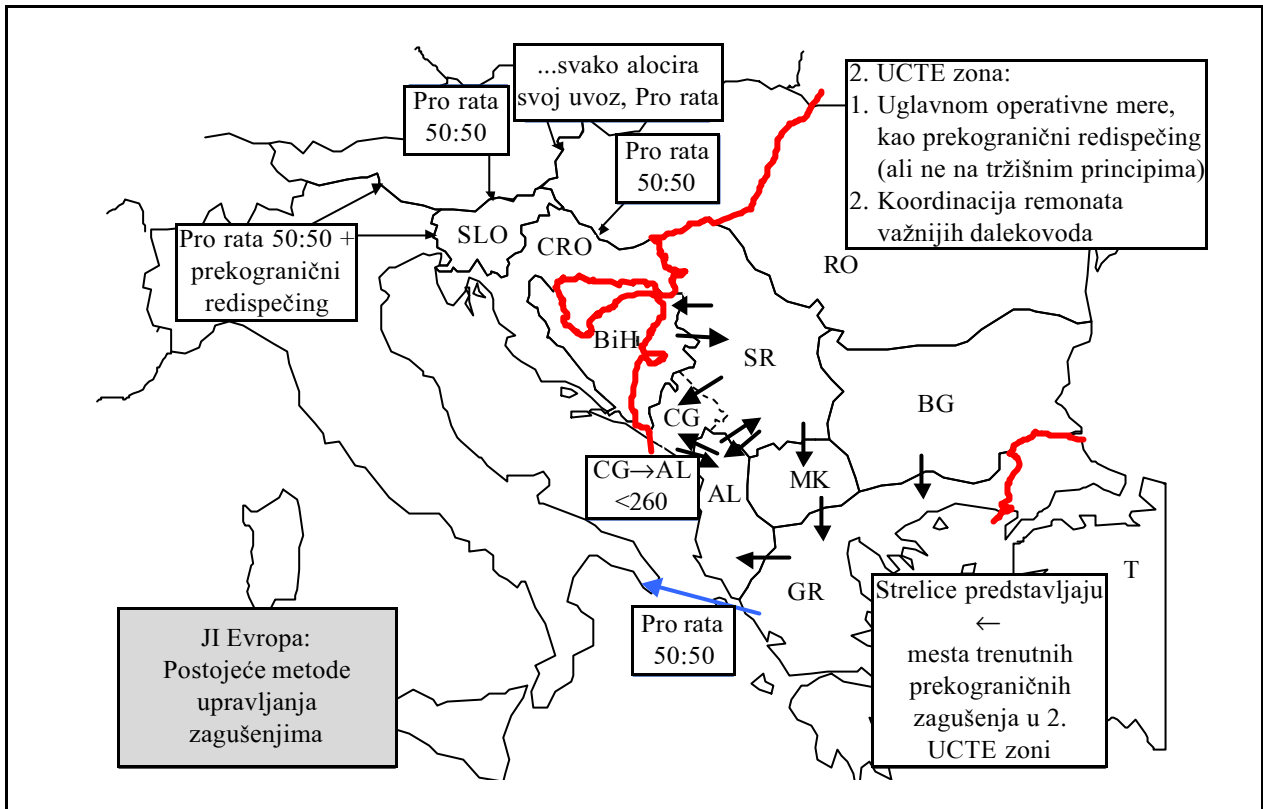 ...svako alocira
svoj uvoz, Pro rata
Pro rata
50:50
Pro rata
50:50
2. UCTE zona:
1. Uglavnom operativne mere,
kao prekogranični redispečing
(ali ne na tržišnim principima)
2. Koordinacija remonata
važnijih dalekovoda
Pro rata 50:50 +
prekogranični
redispečing
SLO
CRO
RO
BiH
SR
CG
BG
CG→AL
<260
AL
MK
GR
T
Pro rata
50:50
JI Evropa:
Postojeće metode
upravljanja
zagušenjima
Strelice predstavljaju
←
mesta trenutnih
prekograničnih
zagušenja u 2.
UCTE zoni